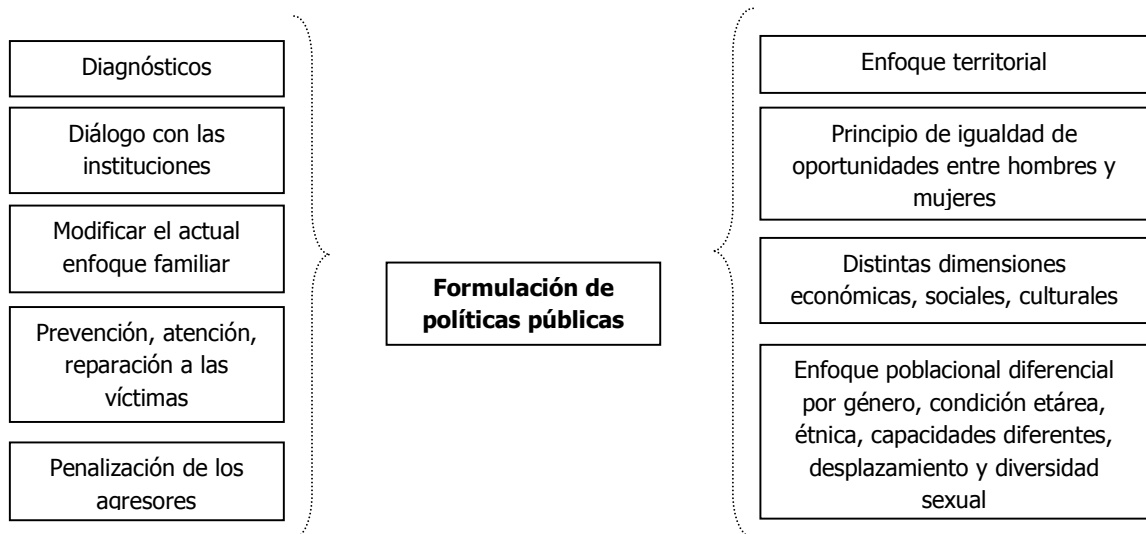 Diagnósticos
Diálogo con las
instituciones
Modificar el actual
enfoque familiar
Prevención, atención,
reparación a las
víctimas
Penalización de los
agresores
Formulación de
políticas públicas
Enfoque territorial
Principio de igualdad de
oportunidades entre hombres y
mujeres
Distintas dimensiones
económicas, sociales, culturales
Enfoque poblacional diferencial
por género, condición etárea,
étnica, capacidades diferentes,
desplazamiento y diversidad
sexual